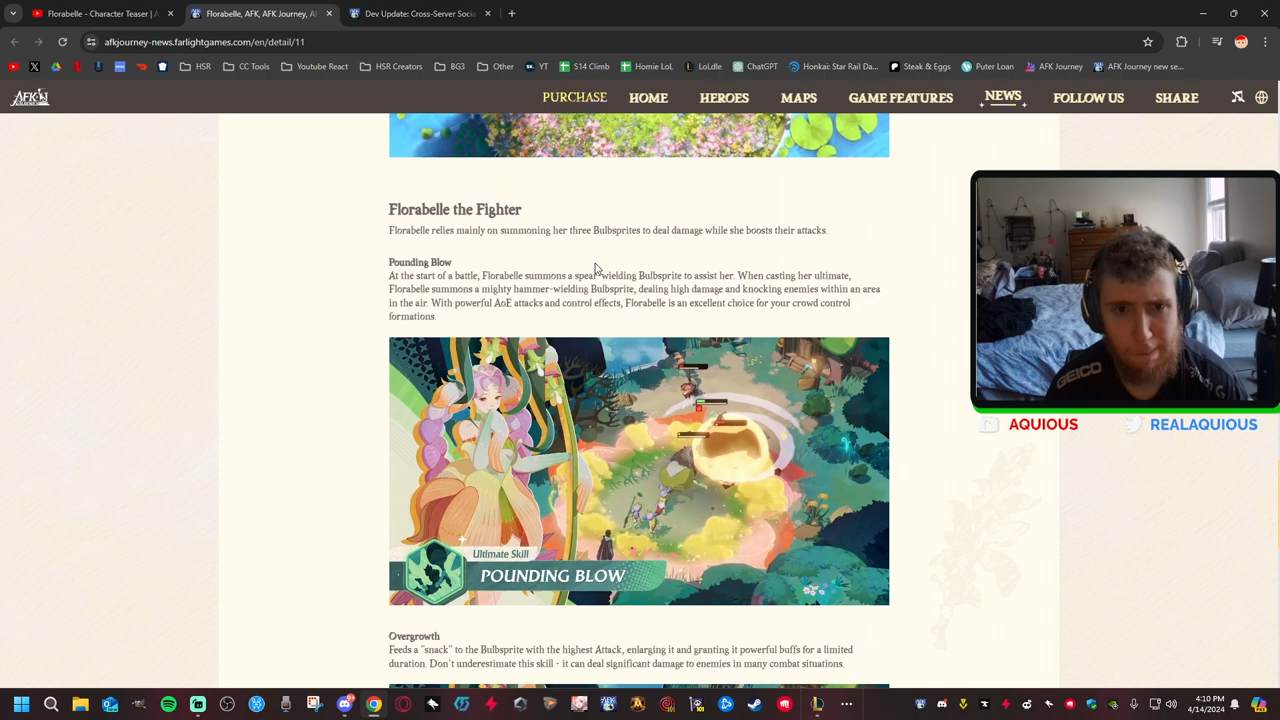 Florabelle - Character Teaser | A
Florabelle, AFK, AFK Journey, AF
Dev Update: Cross-Server Socia
afkjourney-news.farlightgames.com/en/detail/11
HSR
CC Tools
Youtube React
HSR Creators
BG3
Other
YT
S14 Climb
Homie LoL
LoLdle
ChatGPT
Honkai: Star Rail Da...
Steak & Eggs
Puter Loan
AFK Journey
AFK Journey new se...
AFK
PURCHASE
HOME
HEROES
MAPS
GAME FEATURES
NEWS
FOLLOW US
SHARE
Florabelle the Fighter
Florabelle relies mainly on summoning her three Bulbsprites to deal damage while she boosts their attacks.
Pounding Blow
At the start of a battle, Florabelle summons a spear-wielding Bulbsprite to assist her. When casting her ultimate,
Florabelle summons a mighty hammer-wielding Bulbsprite, dealing high damage and knocking enemies within an area
in the air. With powerful AoE attacks and control effects, Florabelle is an excellent choice for your crowd control
formations.
Ultimate Skill
POUNDING BLOW
GEICO
AQUIOUS
REALAQUIOUS
Overgrowth
Feeds a "snack" to the Bulbsprite with the highest Attack, enlarging it and granting it powerful buffs for a limited
duration. Don't underestimate this skill - it can deal significant damage to enemies in many combat situations.
4:10 PM
4/14/2024